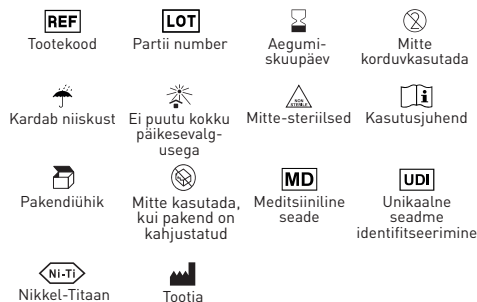 REF
LOT
2
Tootekood
Partii number
Aegumi-
skuupäev
Mitte
korduvkasutada
NON
STERILE
i
Kardab niiskust
Ei puutu kokku
päikesevalg-
usega
Mitte-steriilsed
Kasutusjuhend
MD
UDI
Pakendiühik
Mitte kasutada,
kui pakend on
kahjustatud
Meditsiiniline
seade
Unikaalne
seadme
identifitseerimine
Ni-Ti
Nikkel-Titaan
Tootia